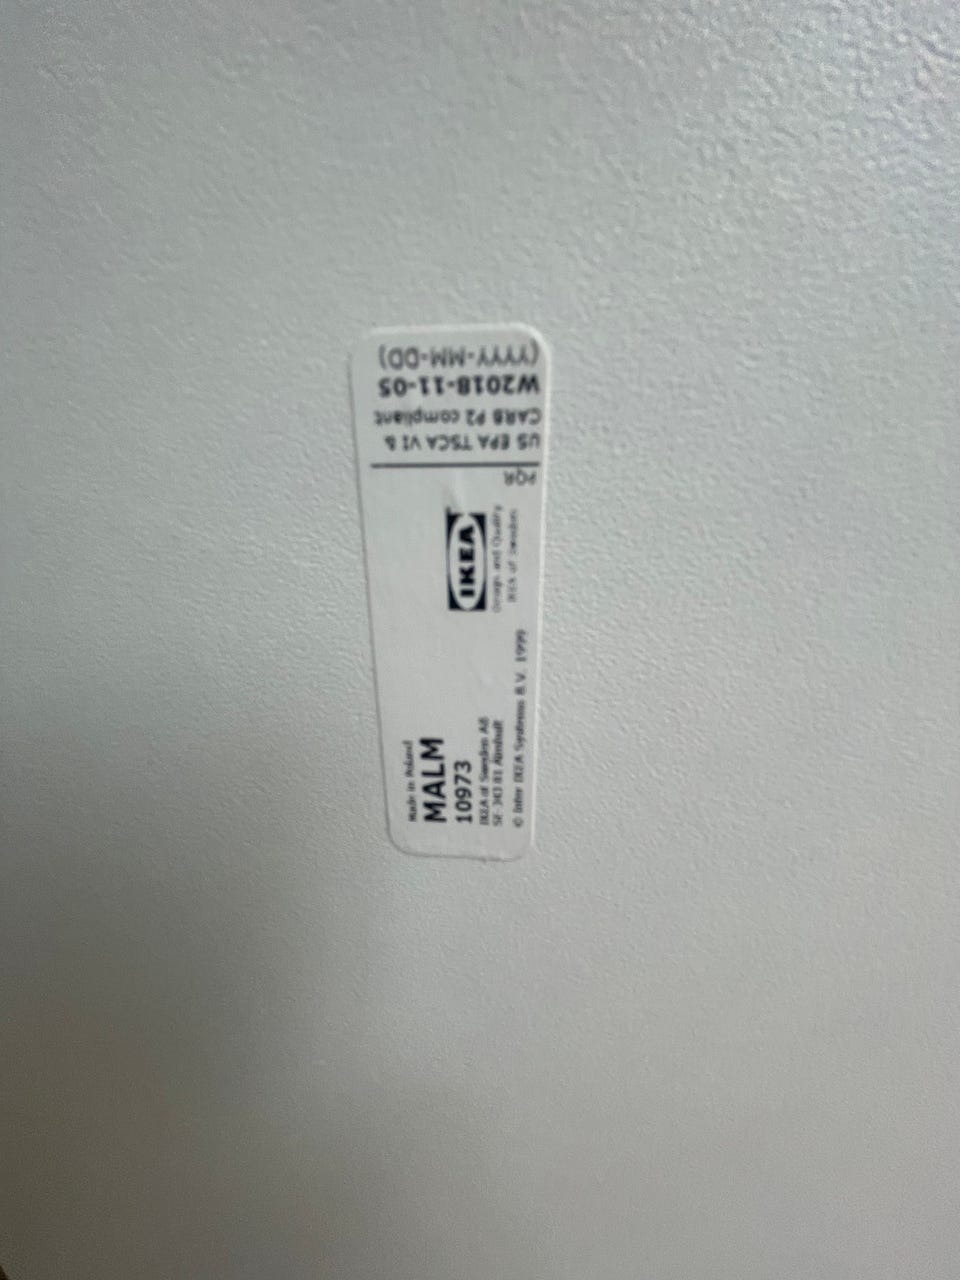 Made in Poland
MALM
10973
IKEA of Sweden AB
SE-343 81 Älmhult
© Inter IKEA Systems B.V. 1999
IKEA
Design and Quality
IKEA of Sweden
PQR
US EPA TSCA VI &
CARB P2 compliant
W2018-11-05
(YYYY-MM-DD)